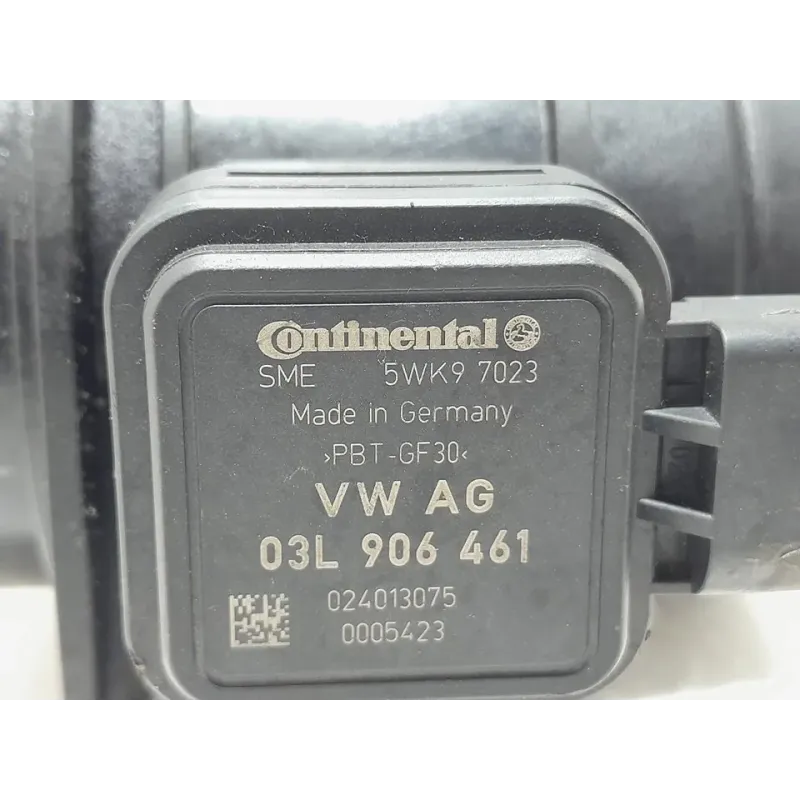 Continental
SME 5WK9 7023
Made in Germany
›PBT-GF30‹
VW AG
03L 906 461
024013075
0005423